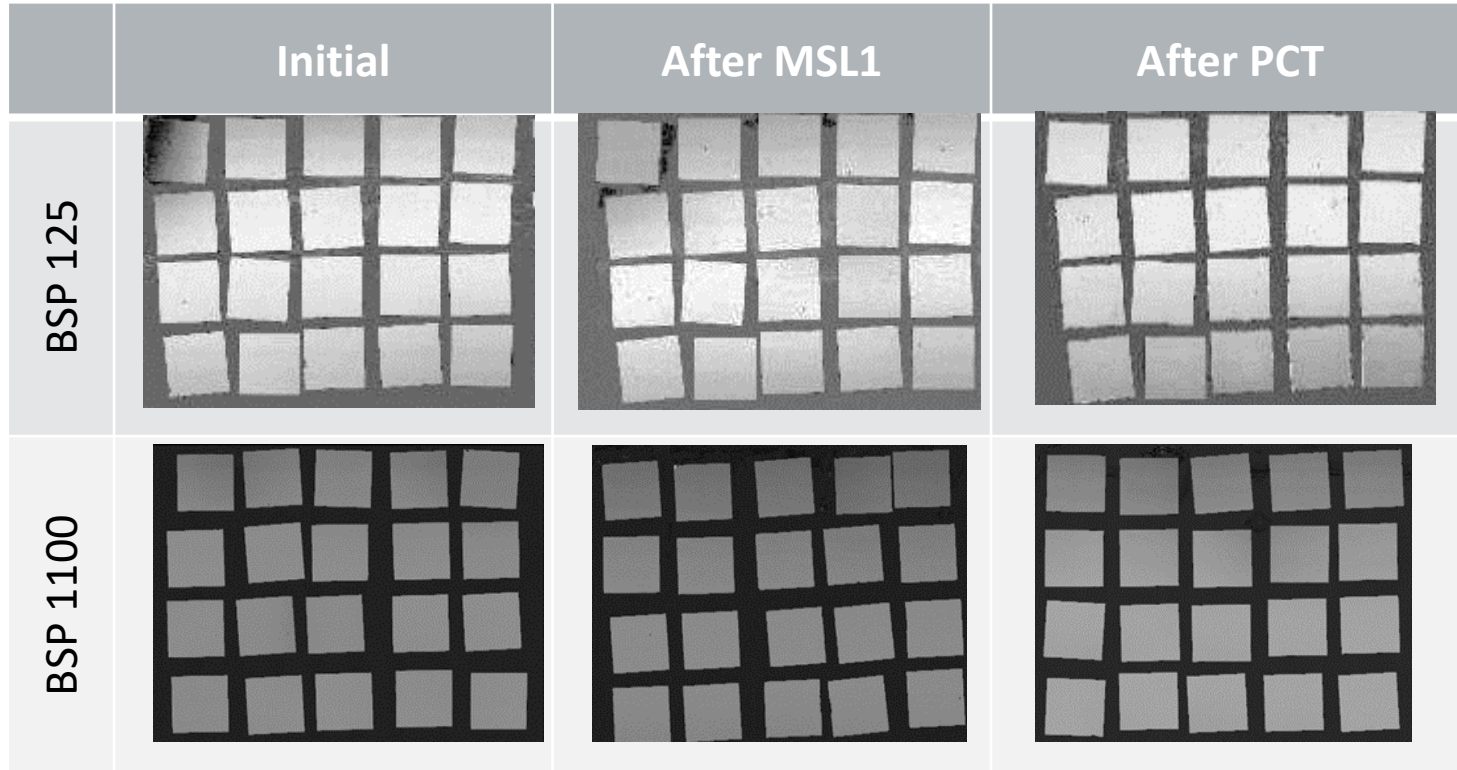 Initial
After MSL1
After PCT
BSP 125
BSP 1100